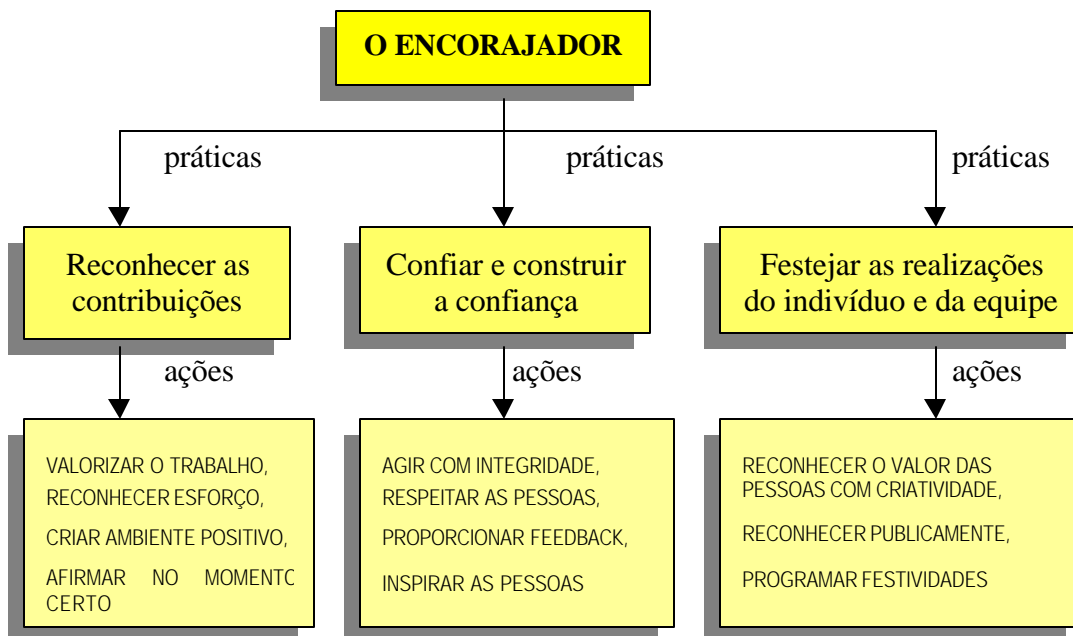 O ENCORAJADOR
práticas
práticas
práticas
Reconhecer as
contribuições
Confiar e construir
a confiança
Festejar as realizações
do indivíduo e da equipe
ações
ações
ações
VALORIZAR O TRABALHO,
RECONHECER ESFORÇO,
CRIAR AMBIENTE POSITIVO,
AFIRMAR NO MOMENTO
CERTO
AGIR COM INTEGRIDADE,
RESPEITAR AS PESSOAS,
PROPORCIONAR FEEDBACK,
INSPIRAR AS PESSOAS
RECONHECER O VALOR DAS
PESSOAS COM CRIATIVIDADE,
RECONHECER PUBLICAMENTE,
PROGRAMAR FESTIVIDADES